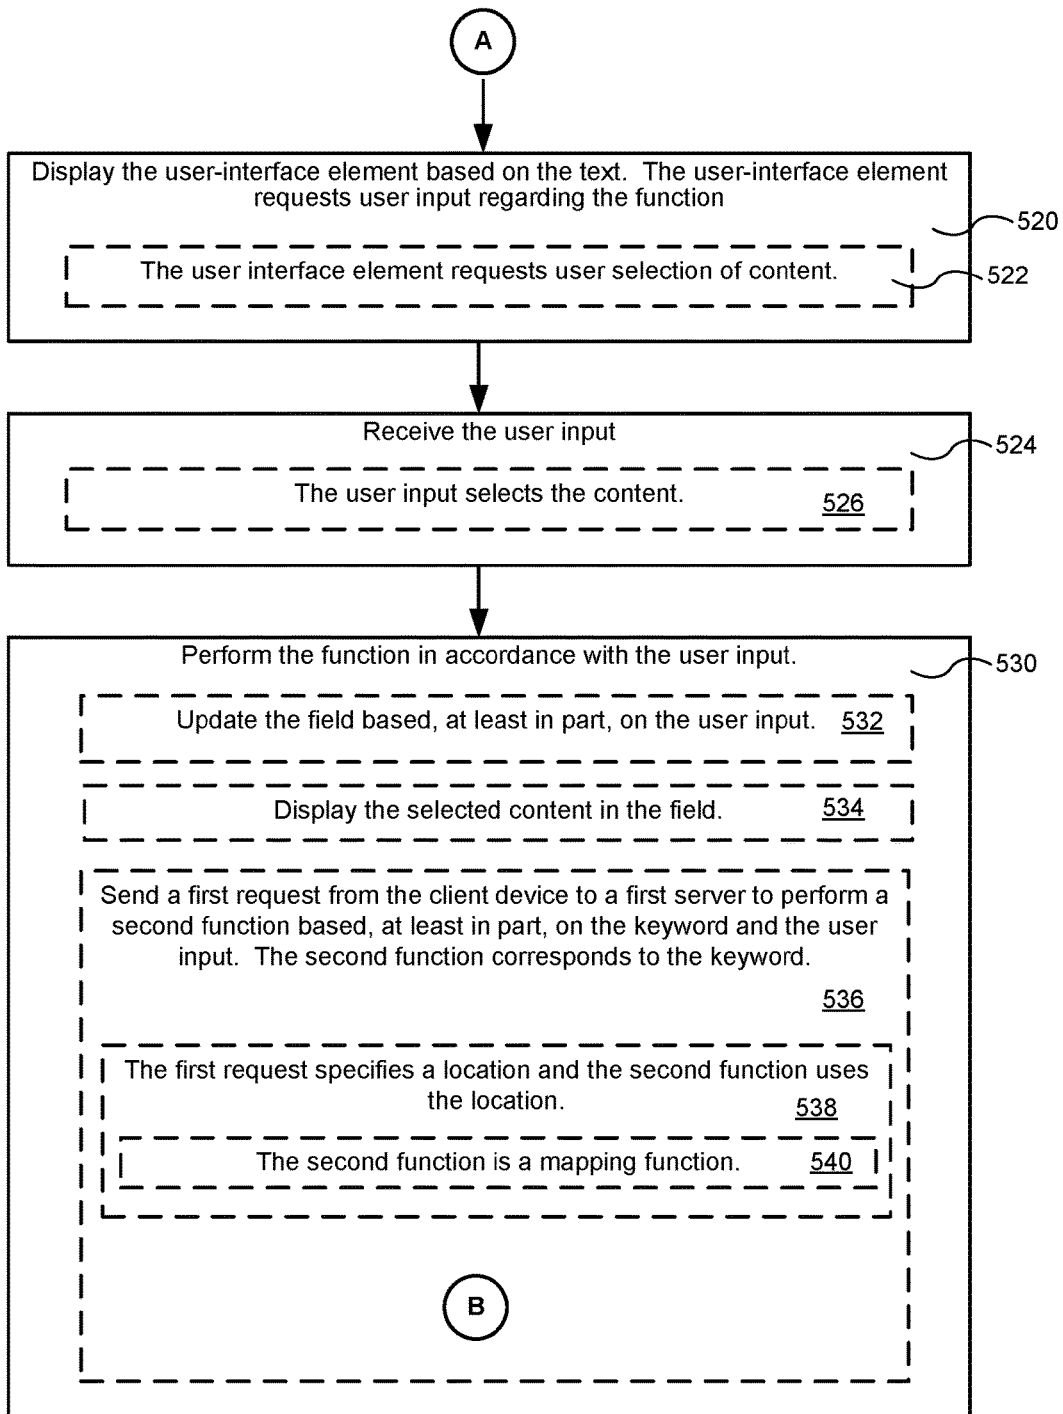 A
Display the user-interface element based on the text. The user-interface element
requests user input regarding the function
520
The user interface element requests user selection of content.
522
Receive the user input
524
The user input selects the content.
526
Perform the function in accordance with the user input.
530
Update the field based, at least in part, on the user input. 532
Display the selected content in the field. 534
Send a first request from the client device to a first server to perform a
second function based, at least in part, on the keyword and the user
input. The second function corresponds to the keyword.
536
The first request specifies a location and the second function uses
the location.
538
The second function is a mapping function. 540
B